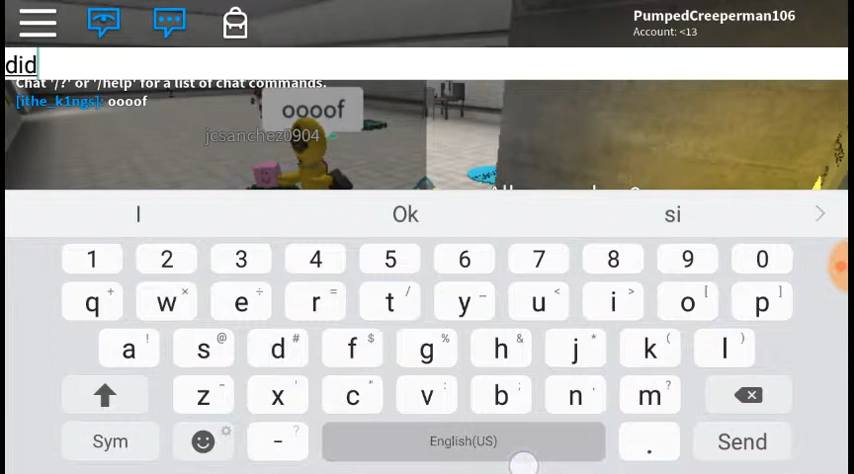 PumpedCreeperman106
Account: <13
did
Chat '/?' or '/help' for a list of chat commands.
[ithe_k1ngs]: oooof
oooof
jcsanchez0904
I Ok si >
1 2 3 4 5 6 7 8 9 0
q + w × e ÷ r = t / y _ u < i > o [ p ]
a ! s @ d # f $ g % h & j * k ( l )
z - x ' c " v : b ; n , m ?
Sym - ? English(US) . Send